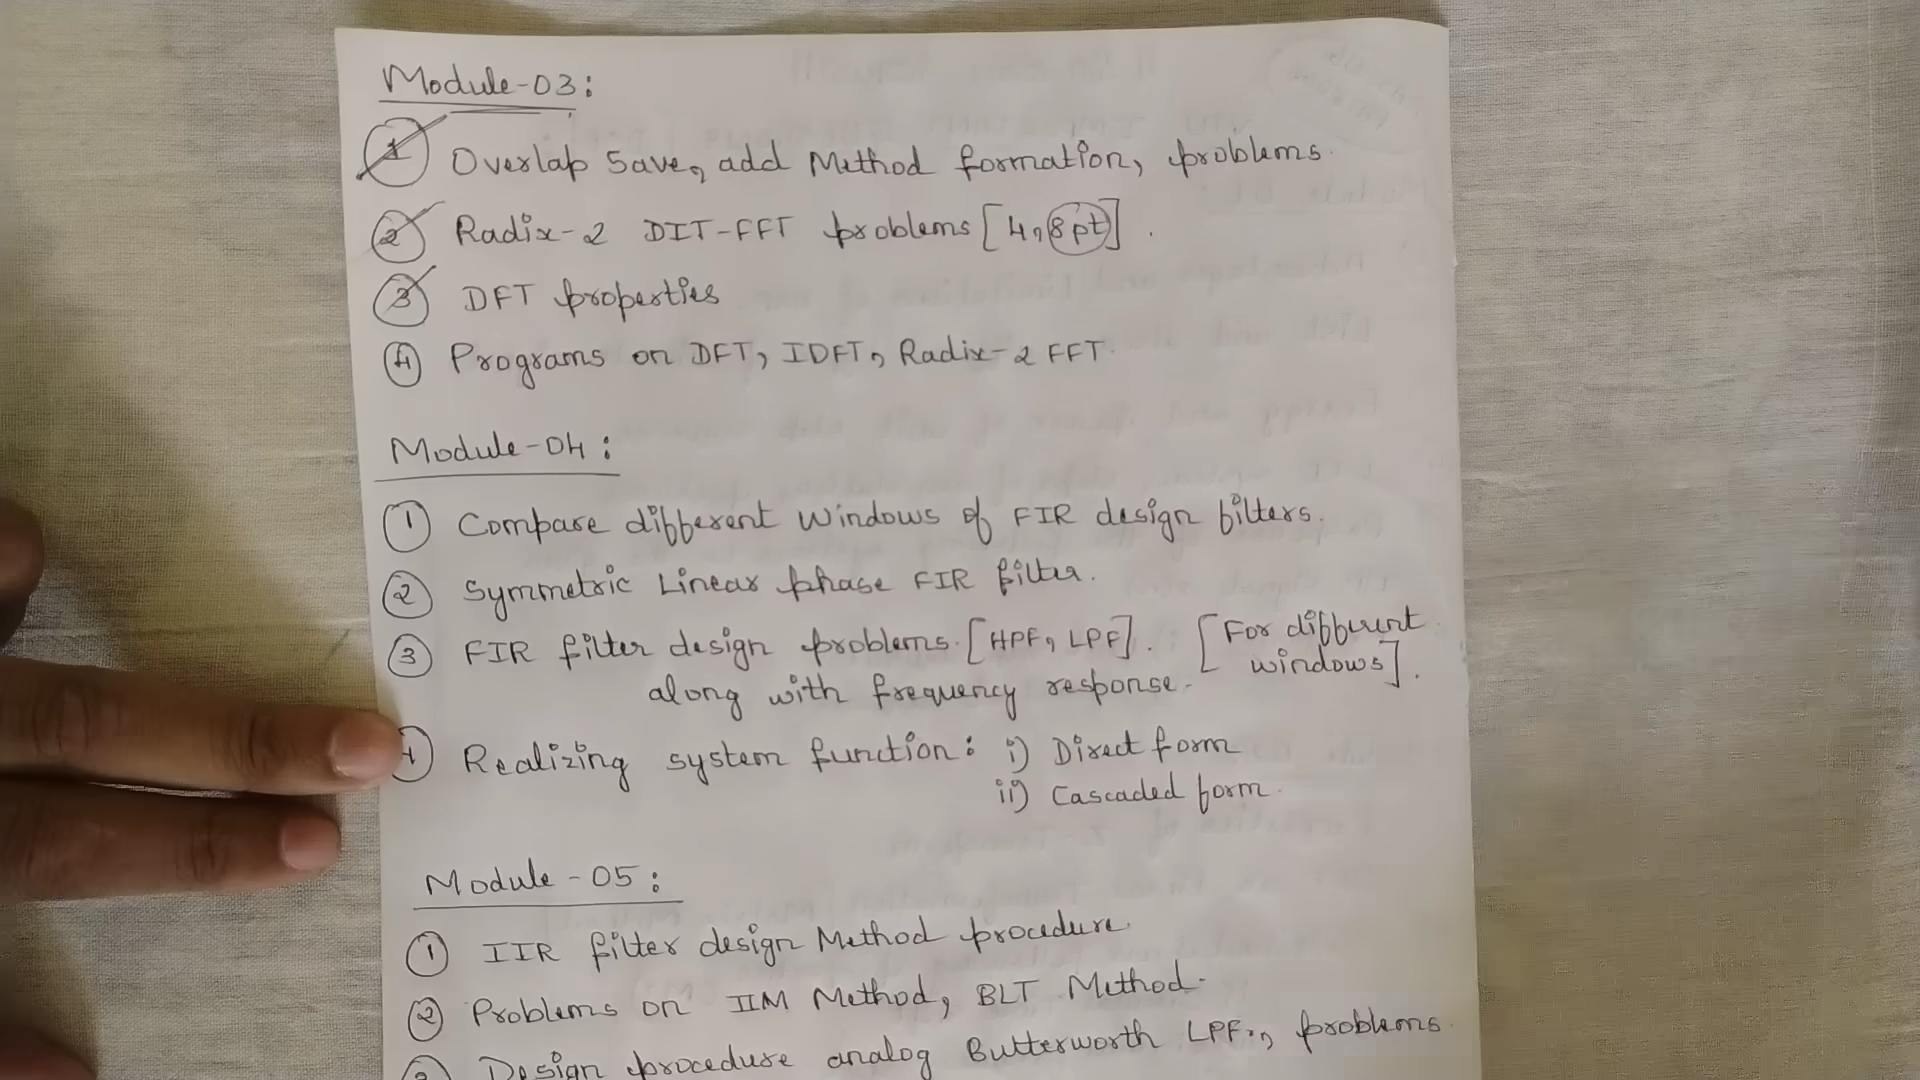 Module-03:
① Overlap Save, add Method formation, problems.
② Radix-2 DIT-FFT problems [4, 8pt].
③ DFT properties
④ Programs on DFT, IDFT, Radix-2 FFT.
Module-04:
① Compare different windows of FIR design filters.
② Symmetric Linear phase FIR filter.
③ FIR filter design problems. [HPF, LPF]. [For different
along with frequency response. windows].
④ Realizing system function: i) Direct form
ii) Cascaded form.
Module-05:
① IIR filter design Method procedure.
② Problems on IIM Method, BLT Method.
③ Design procedure analog Butterworth LPF., problems.